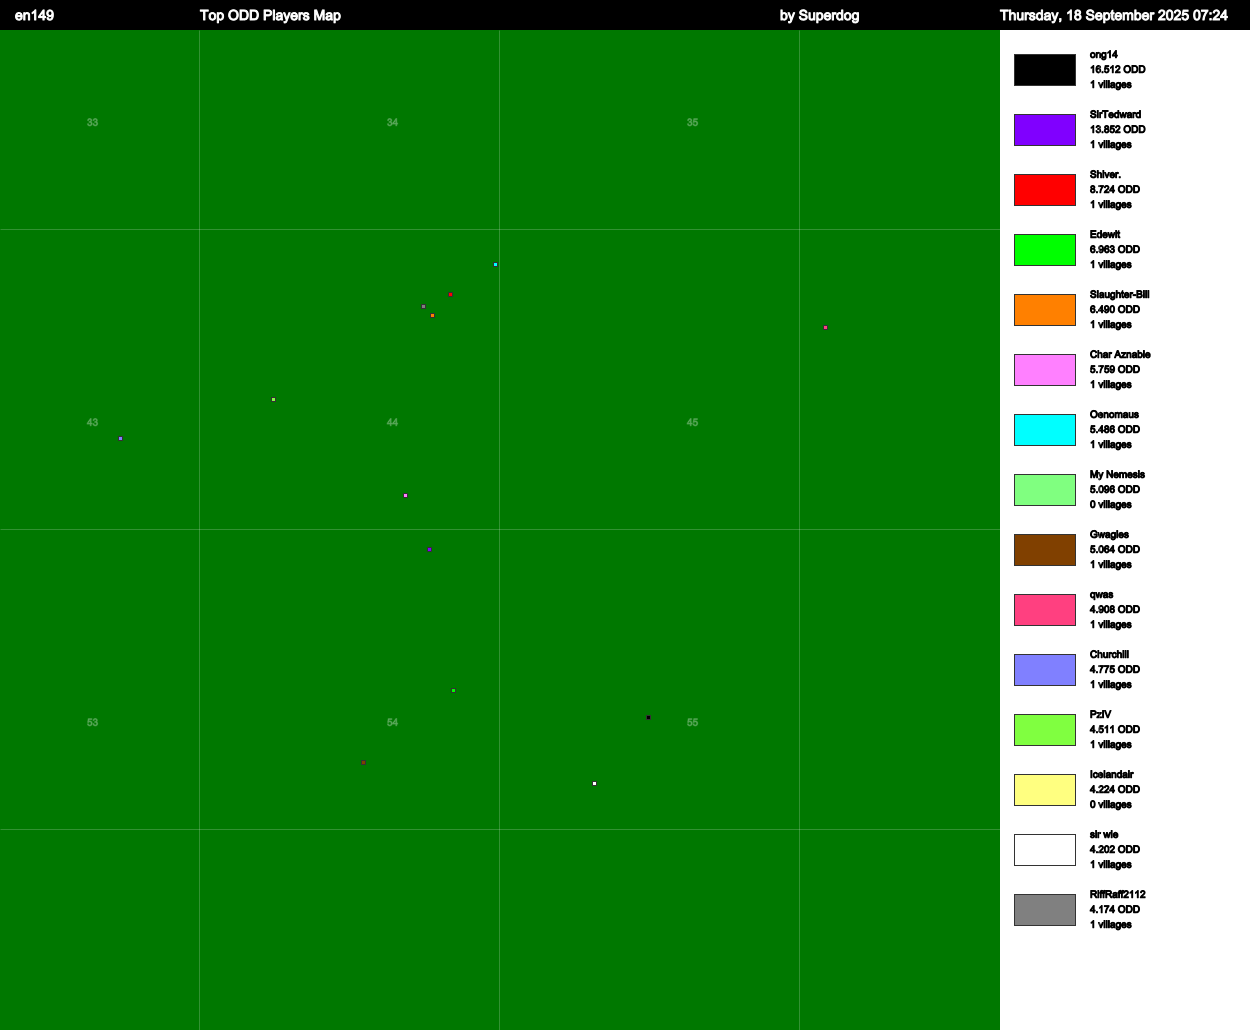 en149 Top ODD Players Map by Superdog Thursday, 18 September 2025 07:24
33 34 35
43 44 45
53 54 55
ong14
16.512 ODD
1 villages
SirTedward
13.852 ODD
1 villages
Shiver.
8.724 ODD
1 villages
Edewit
6.963 ODD
1 villages
Slaughter-Bill
6.490 ODD
1 villages
Char Aznable
5.759 ODD
1 villages
Oenomaus
5.486 ODD
1 villages
My Nemesis
5.096 ODD
0 villages
Gwagles
5.064 ODD
1 villages
qwas
4.908 ODD
1 villages
Churchill
4.775 ODD
1 villages
PzIV
4.511 ODD
1 villages
Icelandair
4.224 ODD
0 villages
sir wie
4.202 ODD
1 villages
RiffRaff2112
4.174 ODD
1 villages